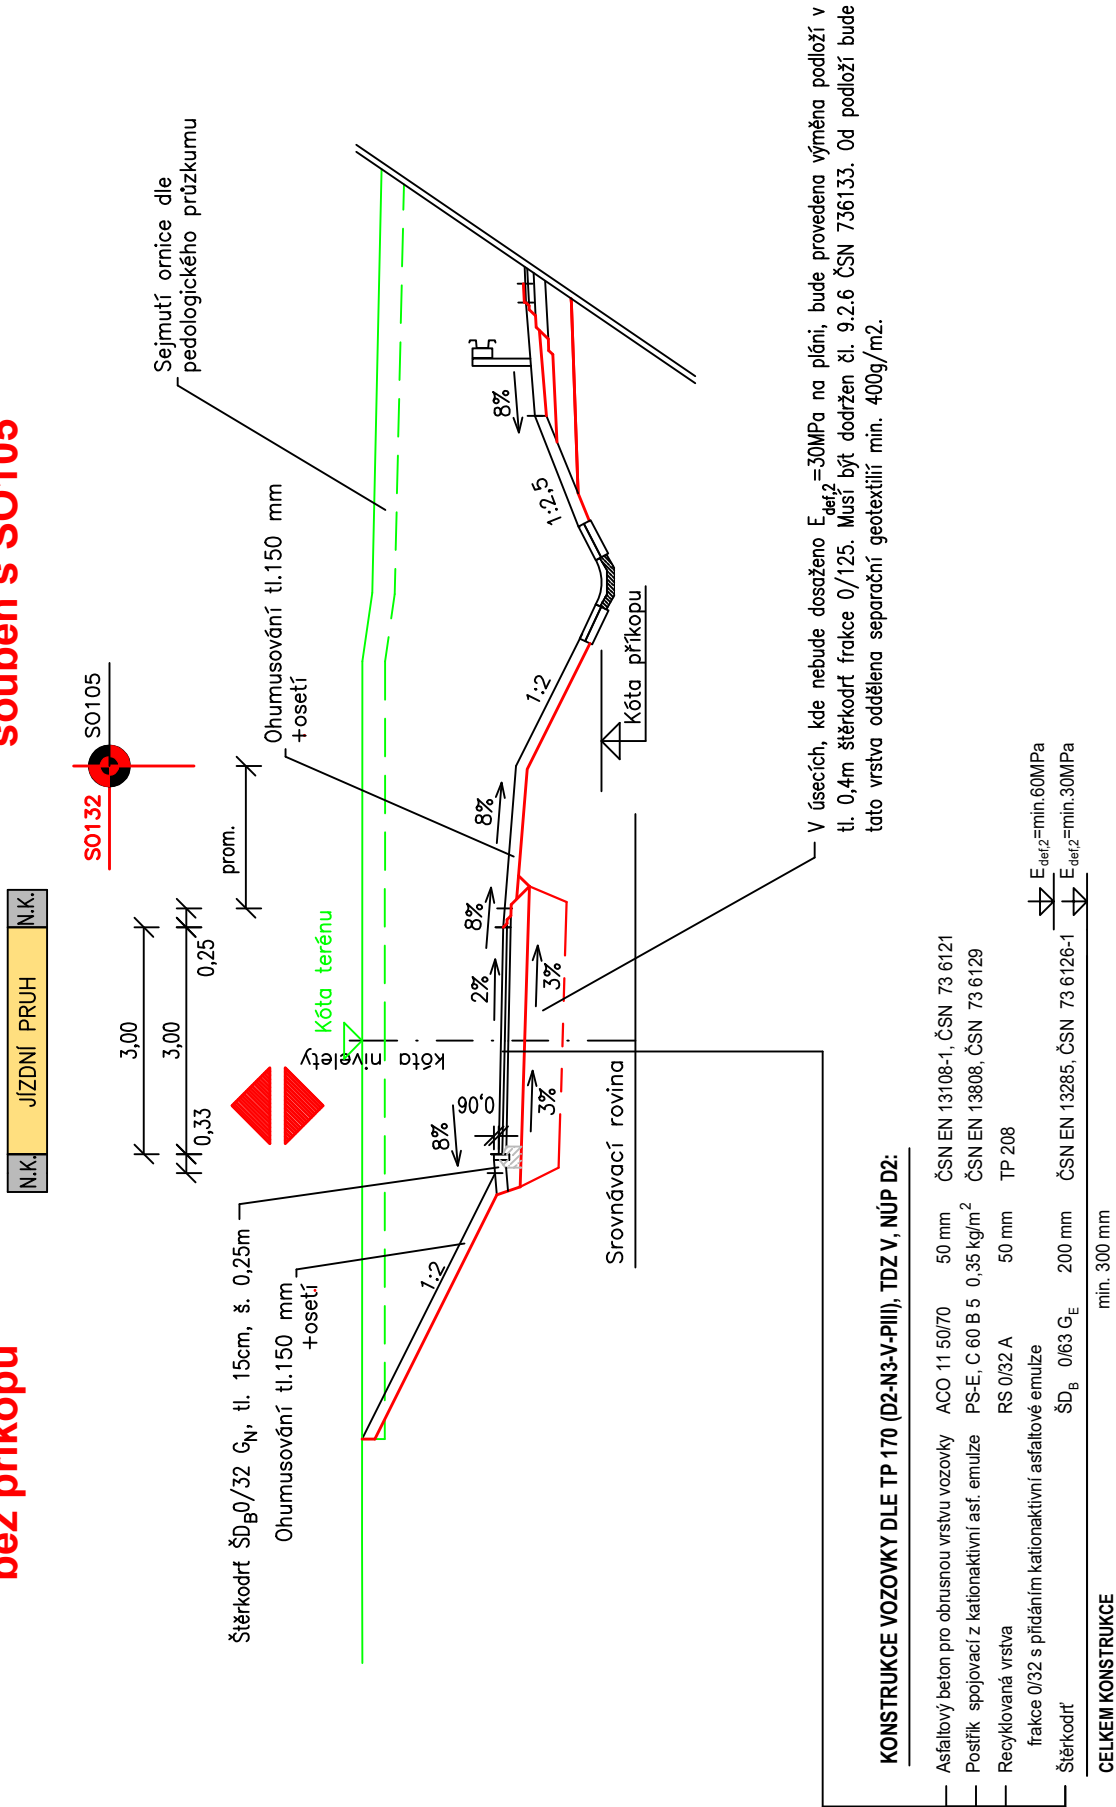 bez příkopu
souběh s SO105
N.K.
JÍZDNÍ PRUH
N.K.
SO132
SO105
3,00
0,33
3,00
0,25
prom.
Sejmutí ornice dle
pedologického průzkumu
Kóta terénu
kóta nivelety
Štěrkodrť ŠDB0/32 GN, tl. 15cm, š. 0,25m
Ohumusování tl.150 mm
+osetí
Ohumusování tl.150 mm
+osetí
1:2
8%
0,06
2%
8%
8%
1:2
1:2,5
8%
3%
3%
Kóta příkopu
Srovnávací rovina
V úsecích, kde nebude dosaženo Edef,2=30MPa na pláni, bude provedena výměna podloží v
tl. 0,4m štěrkodrť frakce 0/125. Musí být dodržen čl. 9.2.6 ČSN 736133. Od podloží bude
tato vrstva oddělena separační geotextilií min. 400g/m2.
KONSTRUKCE VOZOVKY DLE TP 170 (D2-N3-V-PIII), TDZ V, NÚP D2:
Asfaltový beton pro obrusnou vrstvu vozovky ACO 11 50/70 50 mm ČSN EN 13108-1, ČSN 73 6121
Postřik spojovací z kationaktivní asf. emulze PS-E, C 60 B 5 0,35 kg/m² ČSN EN 13808, ČSN 73 6129
Recyklovaná vrstva RS 0/32 A 50 mm TP 208
frakce 0/32 s přidáním kationaktivní asfaltové emulze Edef,2=min.60MPa
Štěrkodrť ŠDB 0/63 GE 200 mm ČSN EN 13285, ČSN 73 6126-1 Edef,2=min.30MPa
CELKEM KONSTRUKCE min. 300 mm